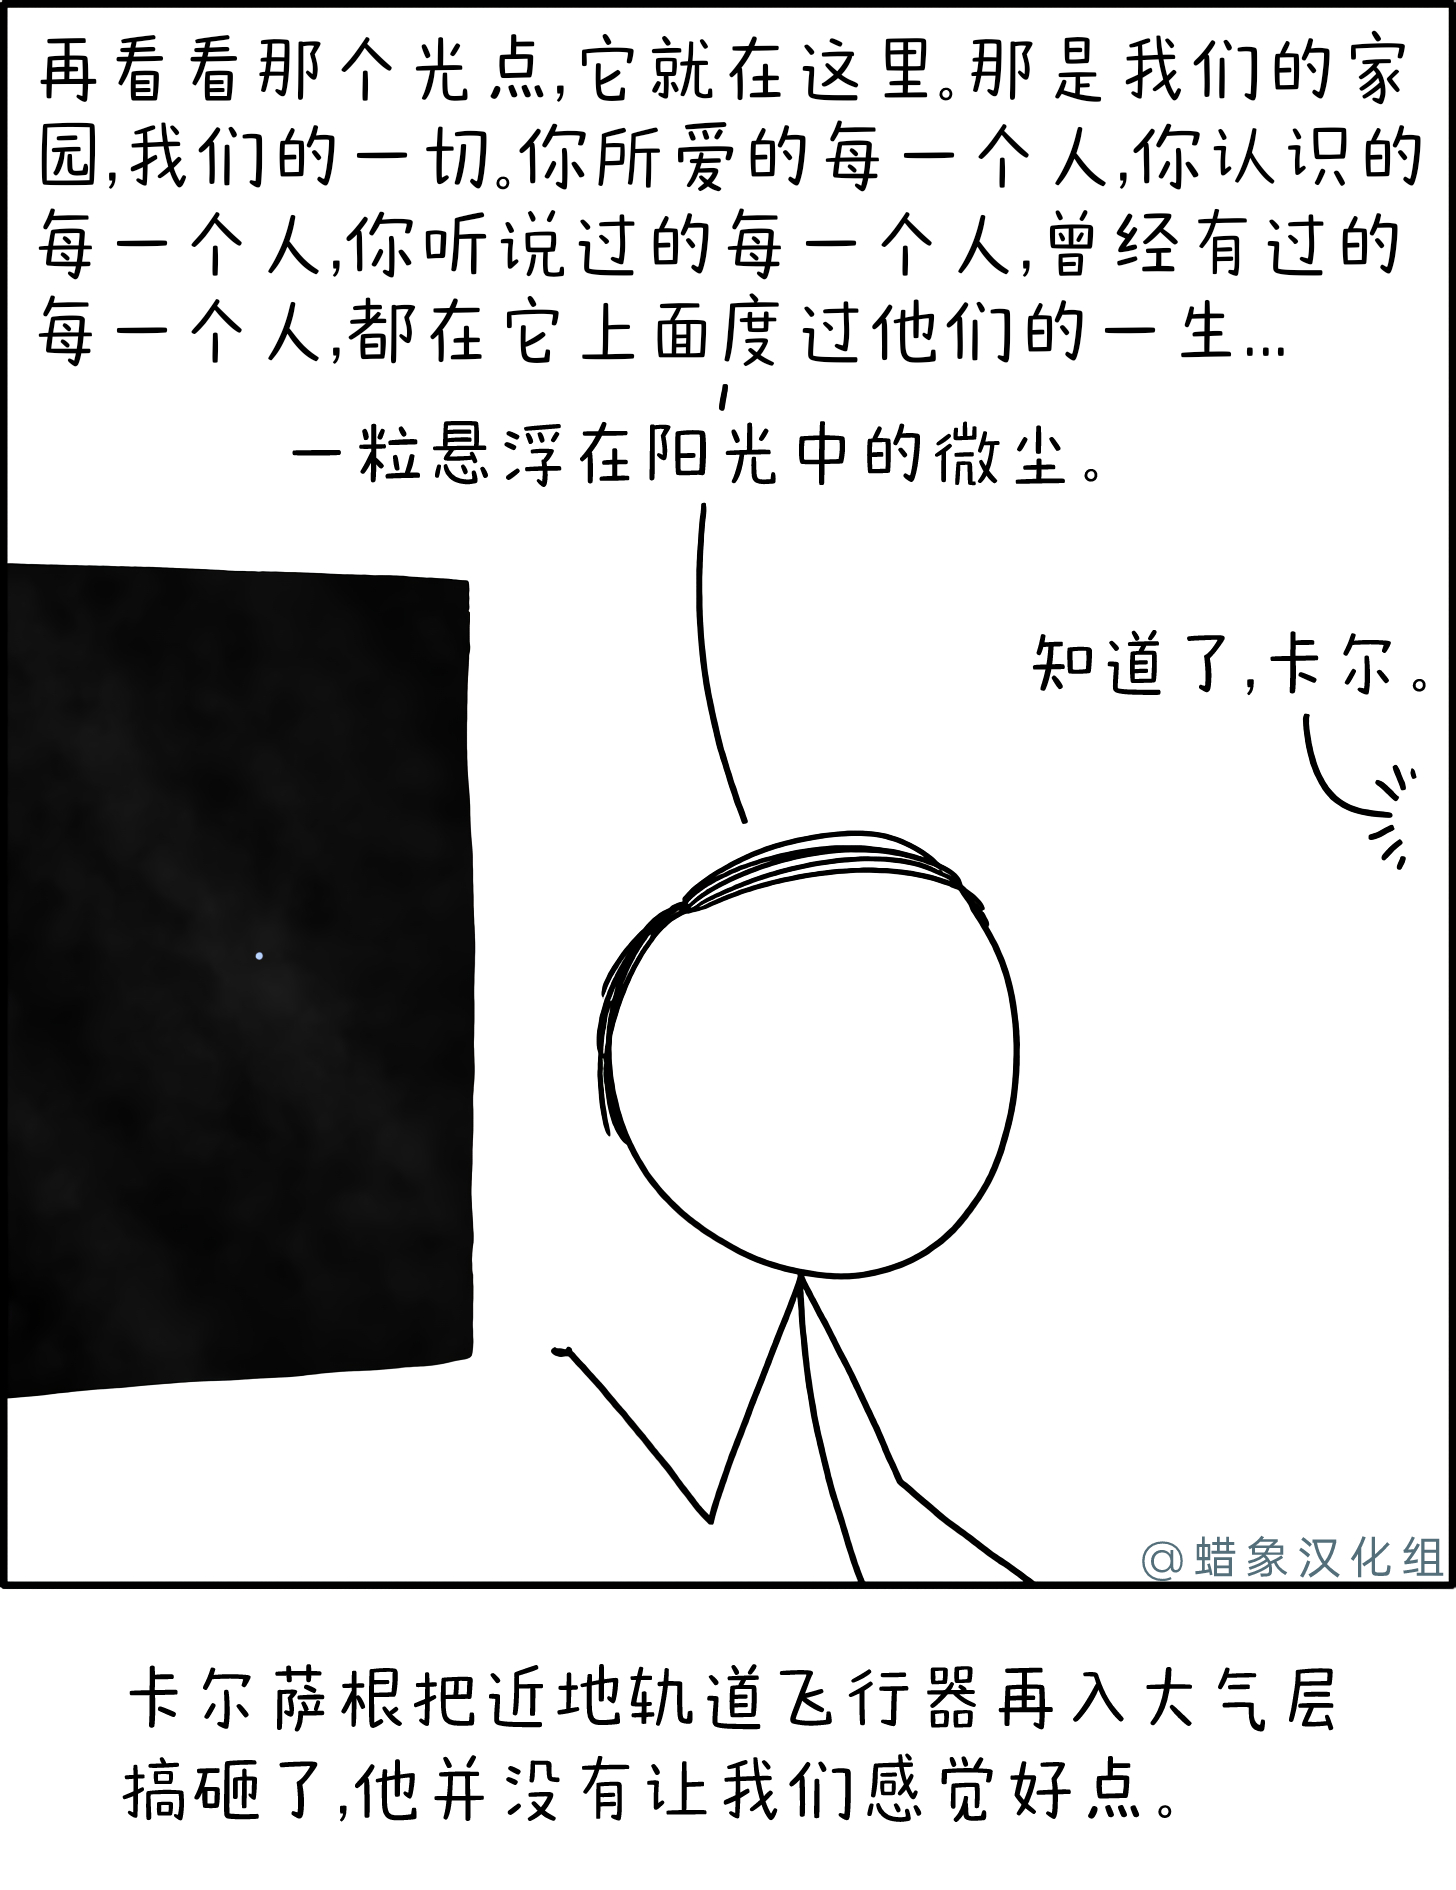 再看看那个光点,它就在这里。那是我们的家
园,我们的一切。你所爱的每一个人,你认识的
每一个人,你听说过的每一个人,曾经有过的
每一个人,都在它上面度过他们的一生...
一粒悬浮在阳光中的微尘。
知道了,卡尔。
@蜡象汉化组
卡尔萨根把近地轨道飞行器再入大气层
搞砸了,他并没有让我们感觉好点。